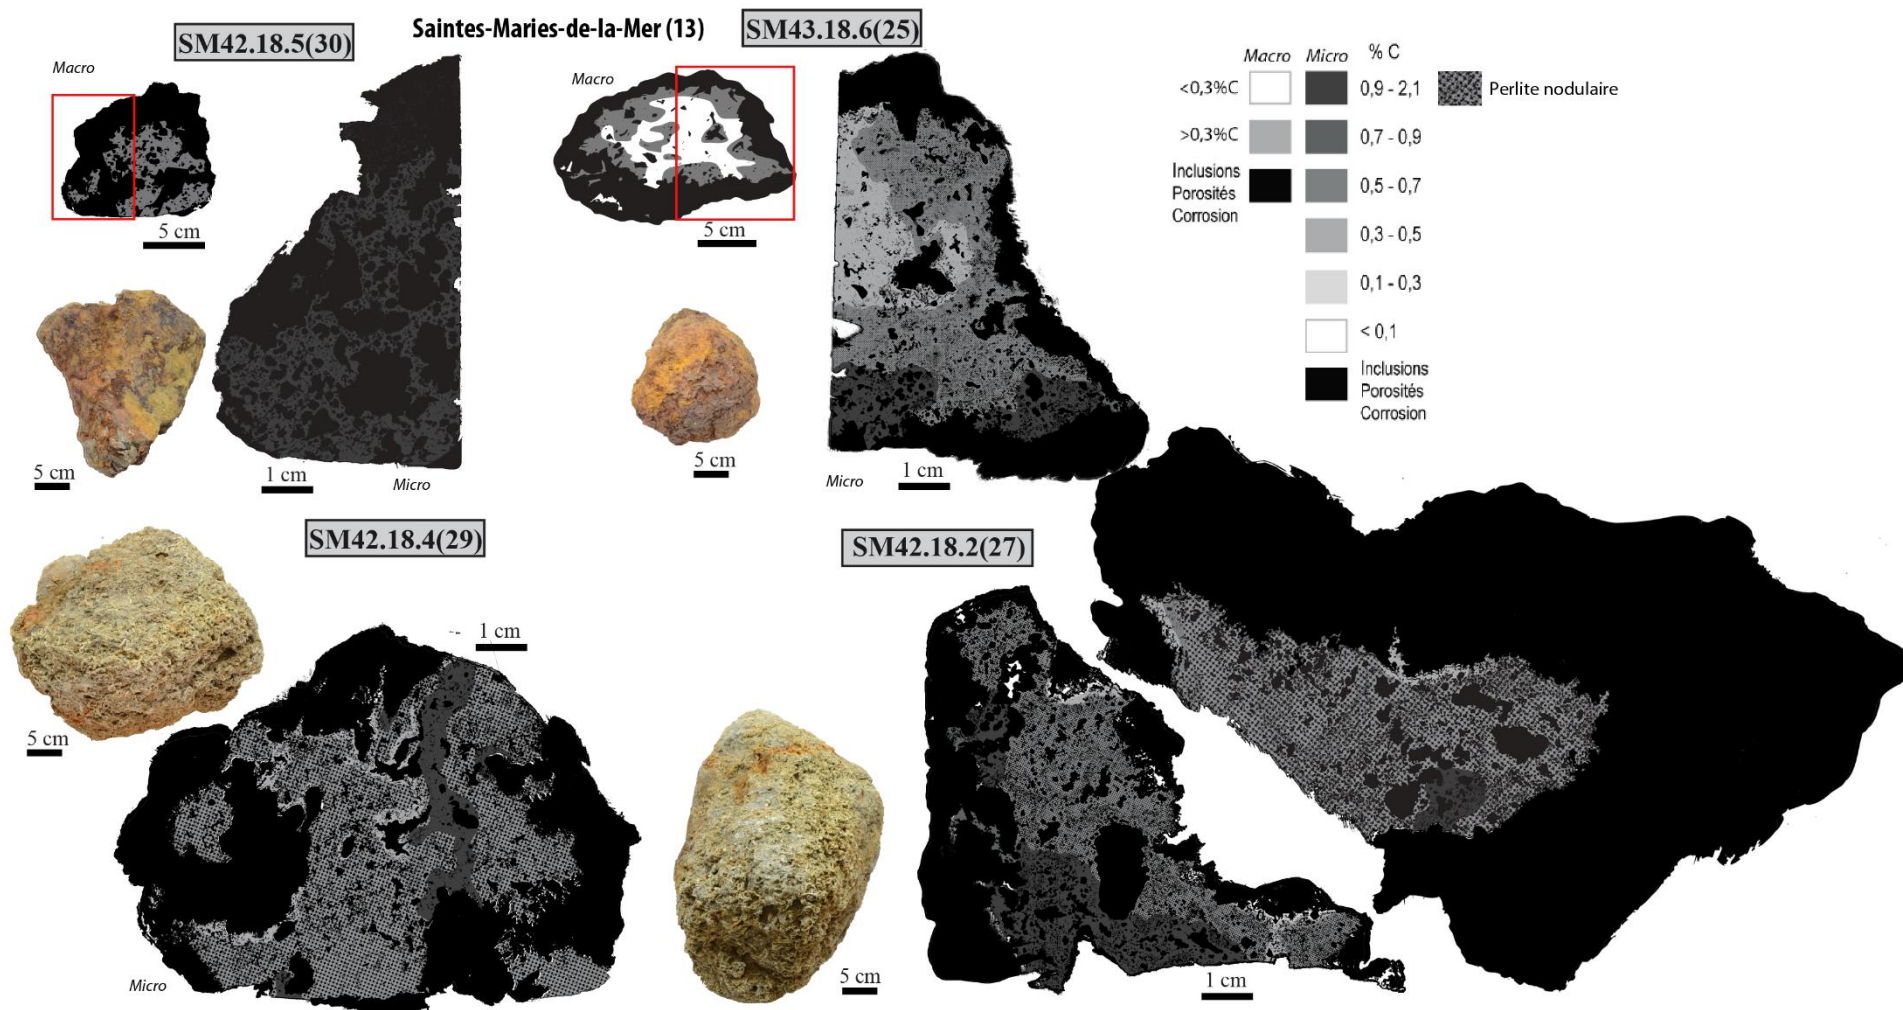 Saintes-Maries-de-la-Mer (13)
SM42.18.5(30)
Macro
5 cm
5 cm
1 cm
Micro
SM43.18.6(25)
Macro
5 cm
5 cm
Micro
1 cm
Macro Micro % C
<0,3%C
>0,3%C
Inclusions
Porosités
Corrosion
0,9 - 2,1
0,7 - 0,9
0,5 - 0,7
0,3 - 0,5
0,1 - 0,3
< 0,1
Inclusions
Porosités
Corrosion
Perlite nodulaire
SM42.18.4(29)
5 cm
1 cm
Micro
SM42.18.2(27)
5 cm
1 cm